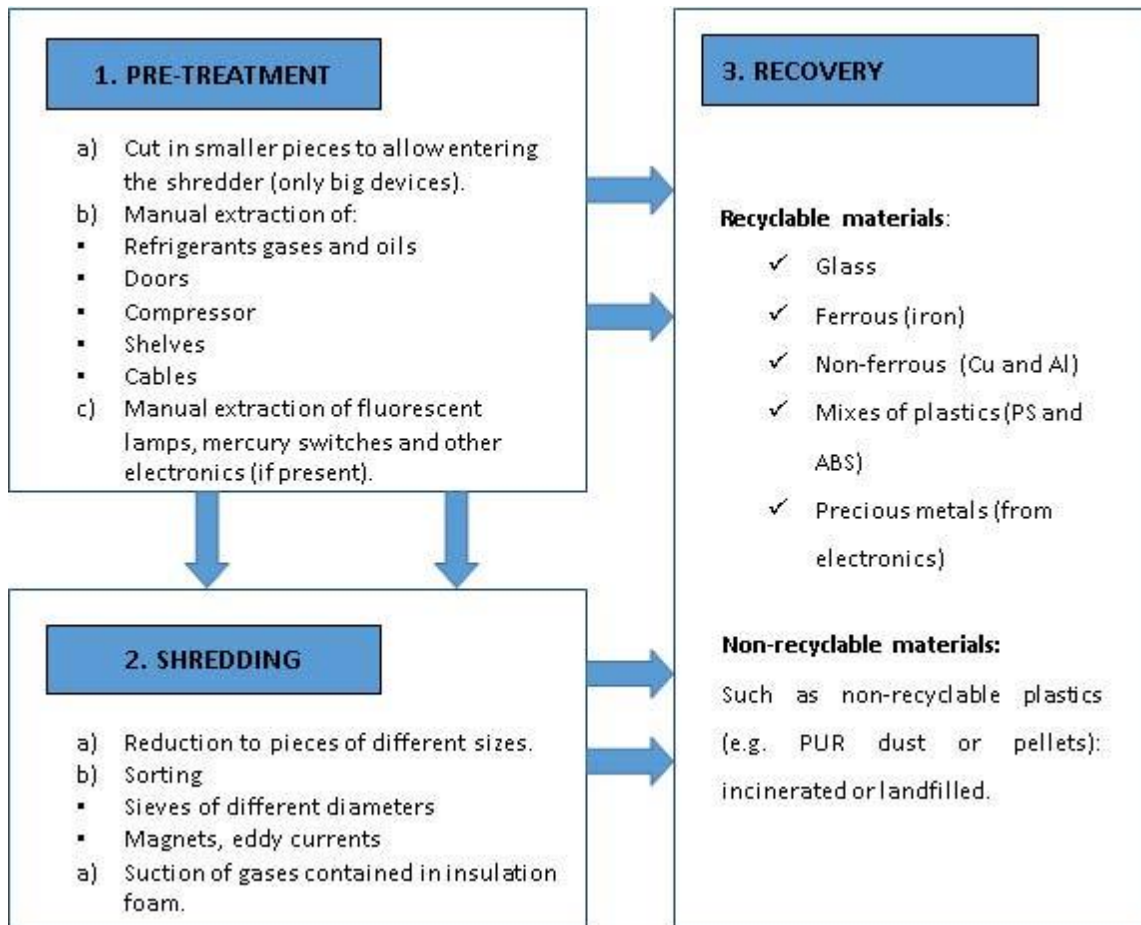 1. PRE-TREATMENT
a) Cut in smaller pieces to allow entering
the shredder (only big devices).
b) Manual extraction of:
▪ Refrigerants gases and oils
▪ Doors
▪ Compressor
▪ Shelves
▪ Cables
c) Manual extraction of fluorescent
lamps, mercury switches and other
electronics (if present).
2. SHREDDING
a) Reduction to pieces of different sizes.
b) Sorting
▪ Sieves of different diameters
▪ Magnets, eddy currents
a) Suction of gases contained in insulation
foam.
3. RECOVERY
Recyclable materials:
✓ Glass
✓ Ferrous (iron)
✓ Non-ferrous (Cu and Al)
✓ Mixes of plastics (PS and
ABS)
✓ Precious metals (from
electronics)
Non-recyclable materials:
Such as non-recyclable plastics
(e.g. PUR dust or pellets):
incinerated or landfilled.